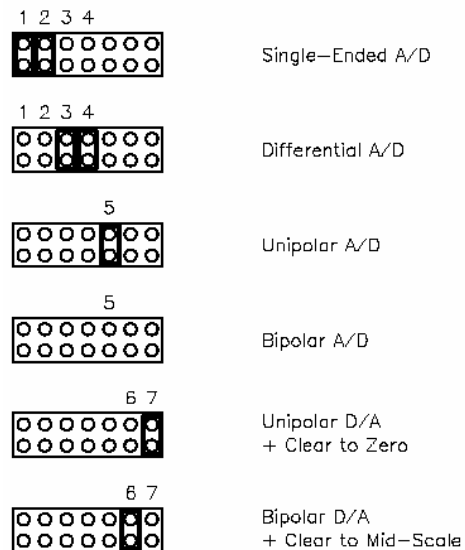 1 2 3 4
Single-Ended A/D
1 2 3 4
Differential A/D
5
Unipolar A/D
5
Bipolar A/D
6 7
Unipolar D/A
+ Clear to Zero
6 7
Bipolar D/A
+ Clear to Mid-Scale